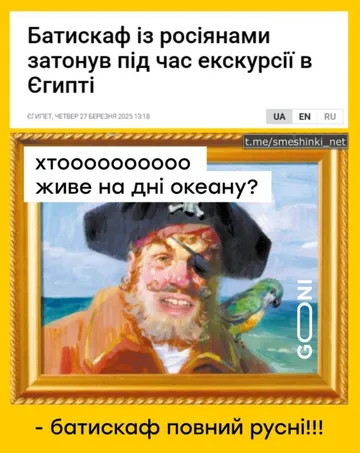 Батискаф із росіянами
затонув під час екскурсії в
Єгипті
ЄГИПЕТ, ЧЕТВЕР 27 БЕРЕЗНЯ 2025 13:18
UA EN RU
t.me/smeshinki_net
хтоооооооооо
живе на дні океану?
GONI
- батискаф повний русні!!!